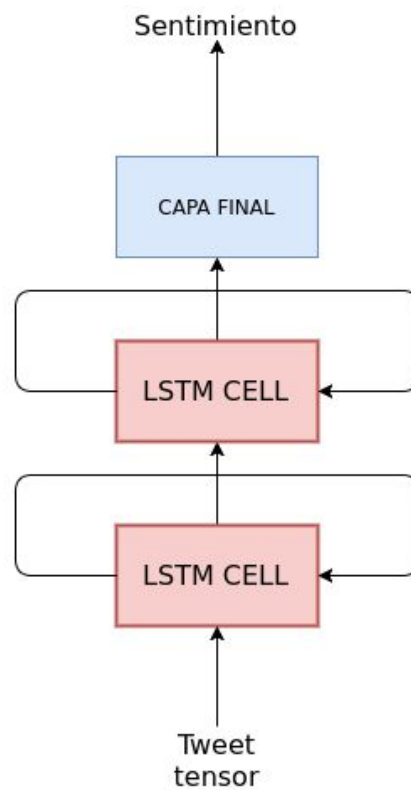 Sentimiento
CAPA FINAL
LSTM CELL
LSTM CELL
Tweet
tensor